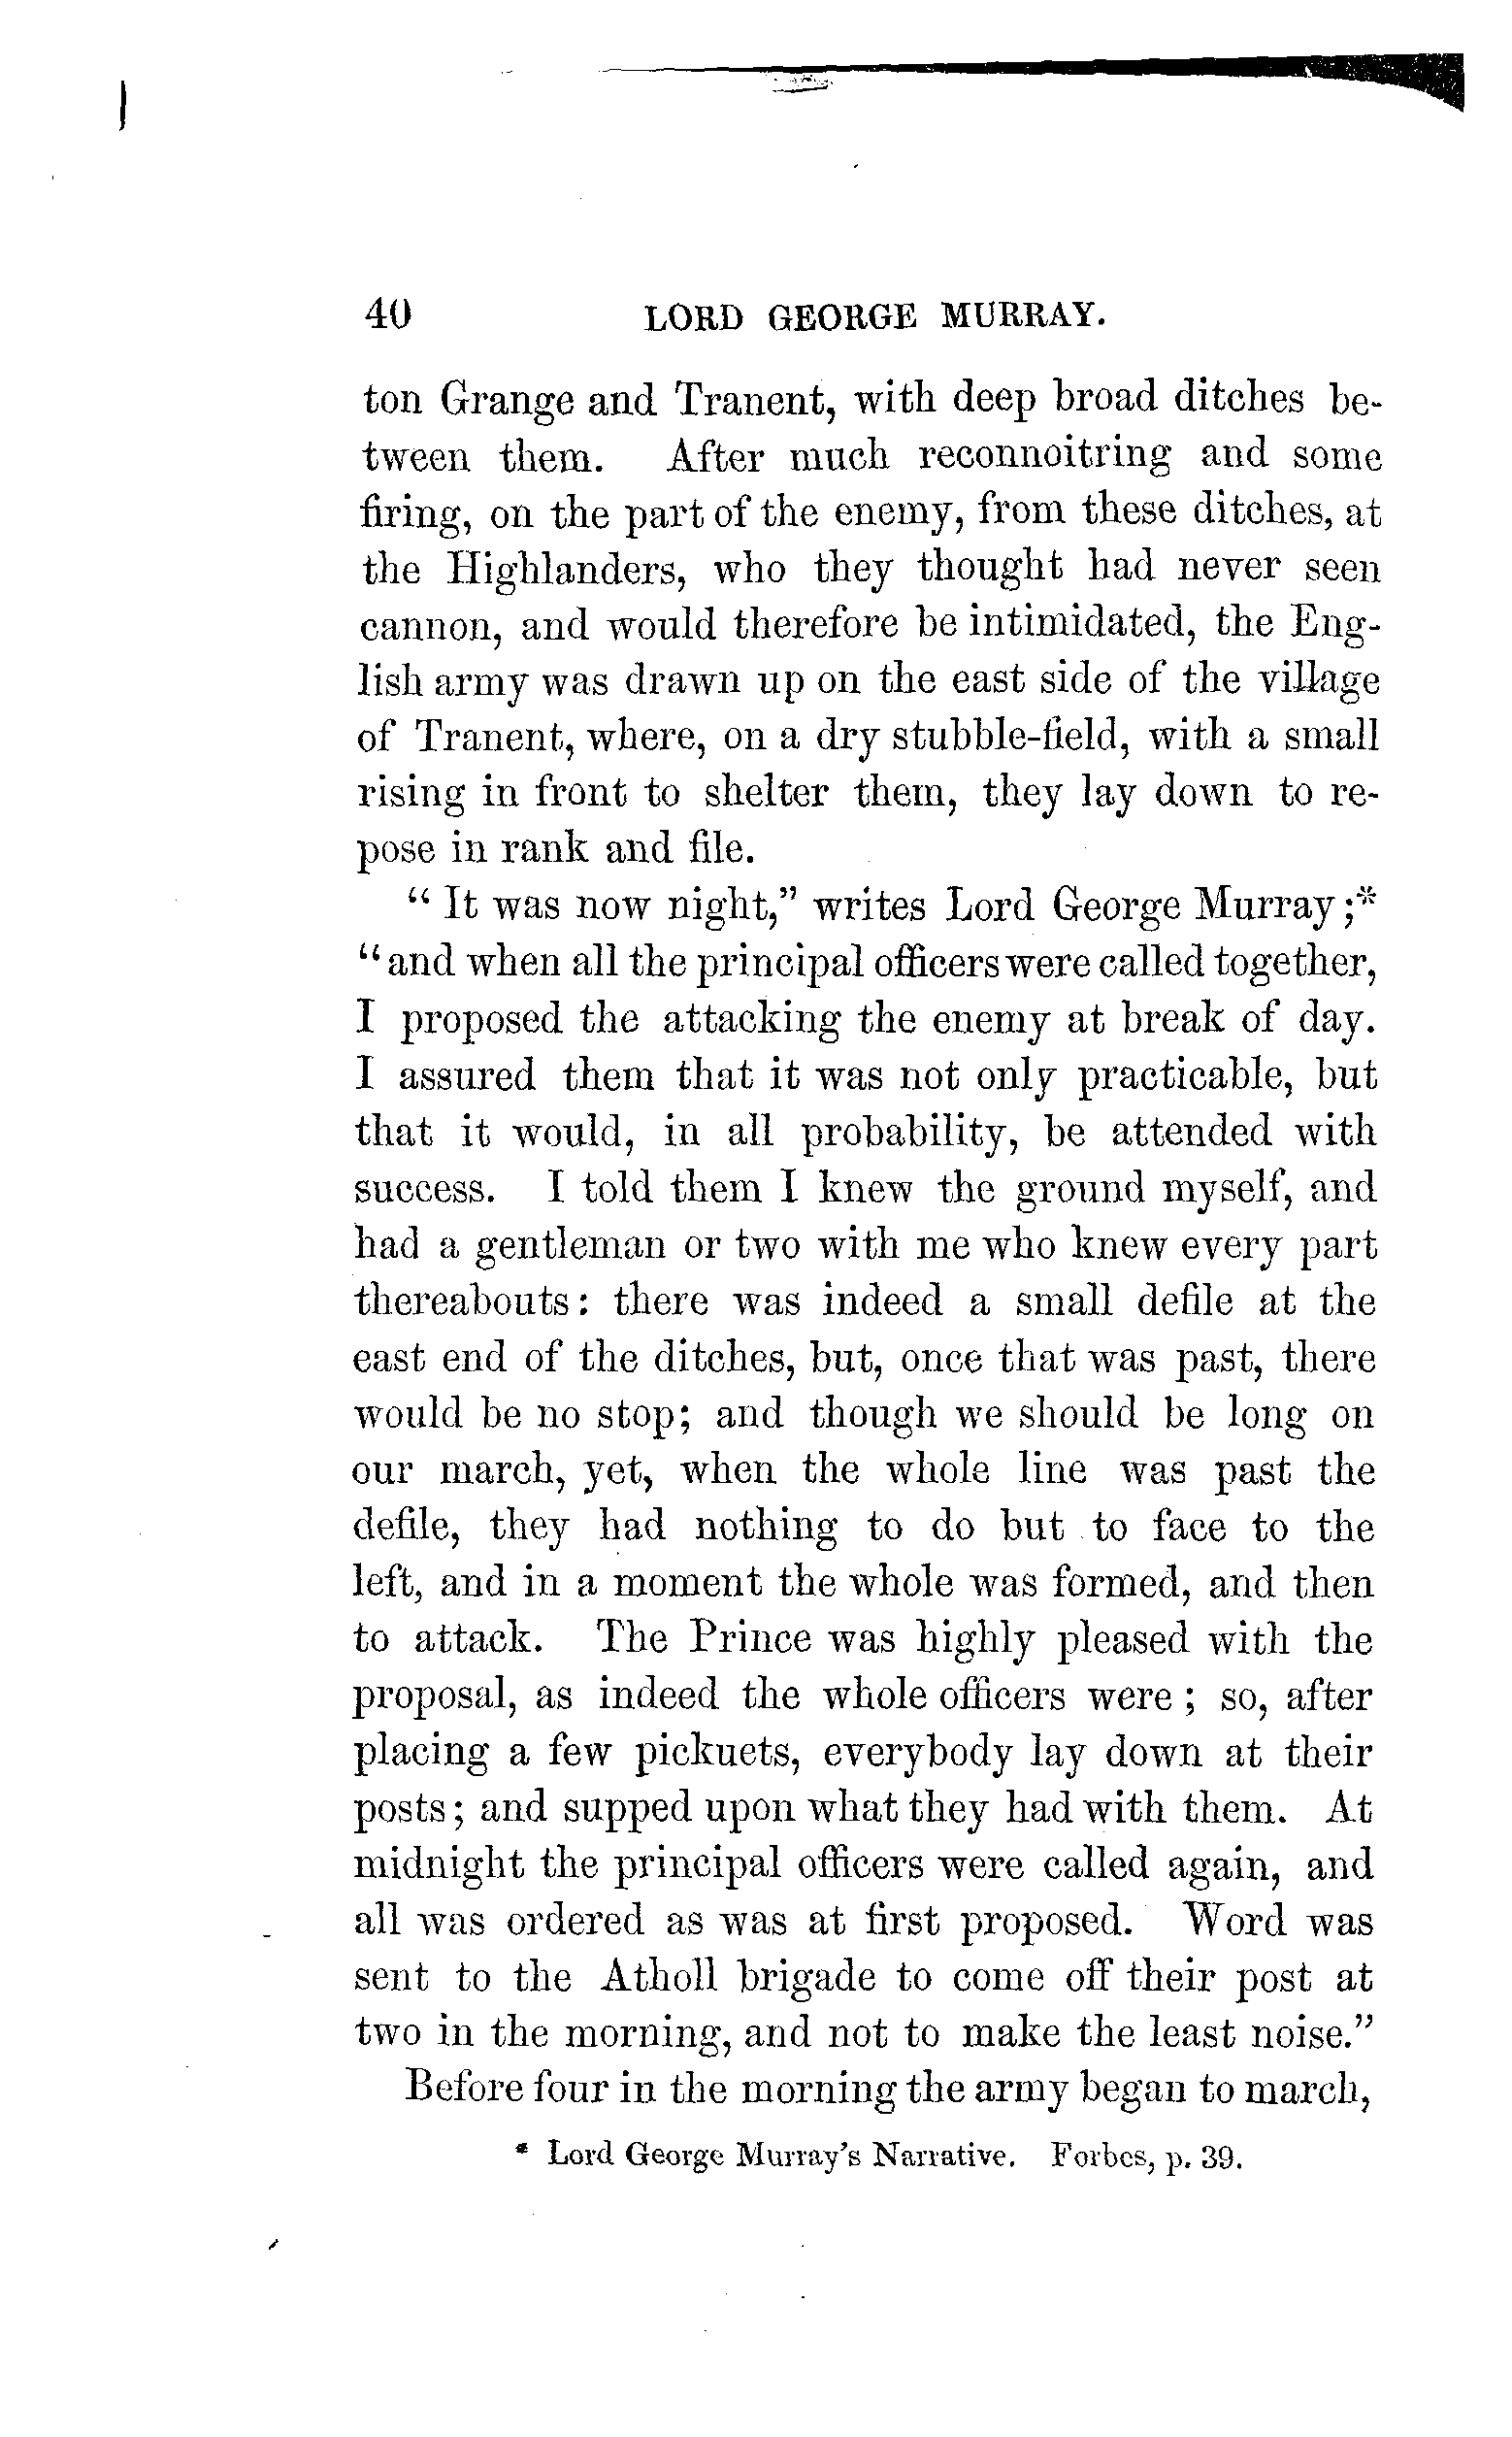 40 LORD GEORGE MURRAY.
ton Grange and Tranent, with deep broad ditches be-
tween them. After much reconnoitring and some
firing, on the part of the enemy, from these ditches, at
the Highlanders, who they thought had never seen
cannon, and would therefore be intimidated, the Eng-
lish army was drawn up on the east side of the village
of Tranent, where, on a dry stubble-field, with a small
rising in front to shelter them, they lay down to re-
pose in rank and file.
" It was now night," writes Lord George Murray ;*
"and when all the principal officers were called together,
I proposed the attacking the enemy at break of day.
I assured them that it was not only practicable, but
that it would, in all probability, be attended with
success. I told them I knew the ground myself, and
had a gentleman or two with me who knew every part
thereabouts: there was indeed a small defile at the
east end of the ditches, but, once that was past, there
would be no stop; and though we should be long on
our march, yet, when the whole line was past the
defile, they had nothing to do but to face to the
left, and in a moment the whole was formed, and then
to attack. The Prince was highly pleased with the
proposal, as indeed the whole officers were ; so, after
placing a few pickuets, everybody lay down at their
posts; and supped upon what they had with them. At
midnight the principal officers were called again, and
all was ordered as was at first proposed. Word was
sent to the Atholl brigade to come off their post at
two in the morning, and not to make the least noise."
Before four in the morning the army began to march,
* Lord George Murray's Narrative. Forbes, p. 39.